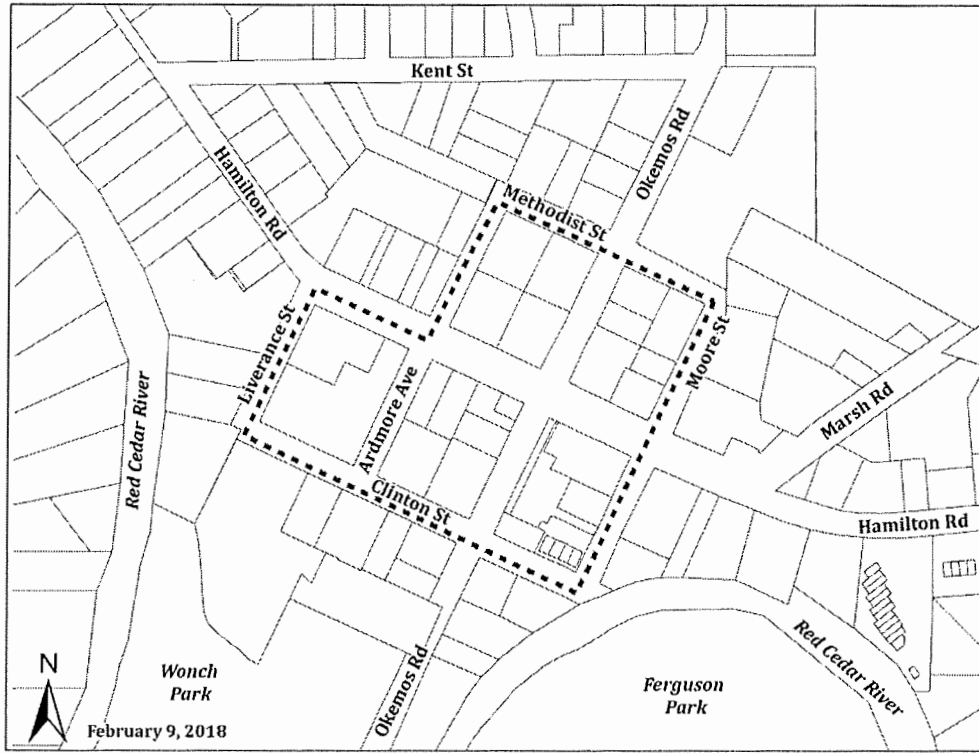 Kent St
Hamilton Rd
Okemos Rd
Methodist St
Liverance St
Moore St
Ardmore Ave
Marsh Rd
Red Cedar River
Clinton St
Hamilton Rd
Okemos Rd
Red Cedar River
N
Wonch
Park
Ferguson
Park
February 9, 2018